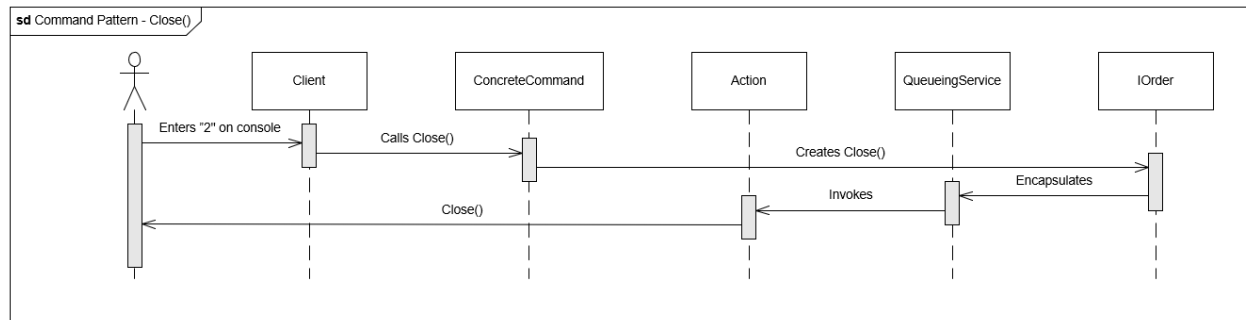 sd Command Pattern - Close()
Client
ConcreteCommand
Action
QueueingService
IOrder
Enters "2" on console
Calls Close()
Creates Close()
Encapsulates
Invokes
Close()